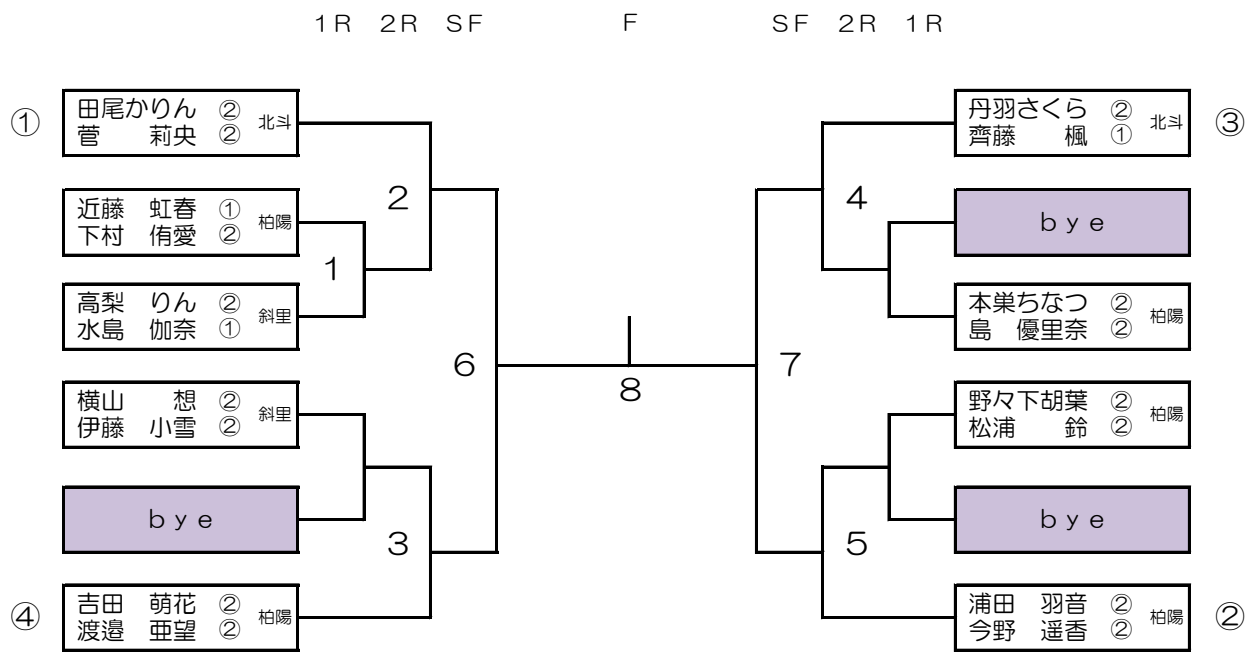 1R 2R SF F SF 2R 1R
① 田尾かりん ② 北斗
菅 莉央 ②
近藤 虹春 ① 柏陽
下村 侑愛 ②
高梨 りん ② 斜里
水島 伽奈 ①
横山 想 ② 斜里
伊藤 小雪 ②
bye
④ 吉田 萌花 ② 柏陽
渡邉 亜望 ②
1
2
3
6
8
7
4
5
丹羽さくら ② 北斗 ③
齊藤 楓 ①
bye
本巣ちなつ ② 柏陽
島 優里奈 ②
野々下胡葉 ② 柏陽
松浦 鈴 ②
bye
浦田 羽音 ② 柏陽 ②
今野 遥香 ②